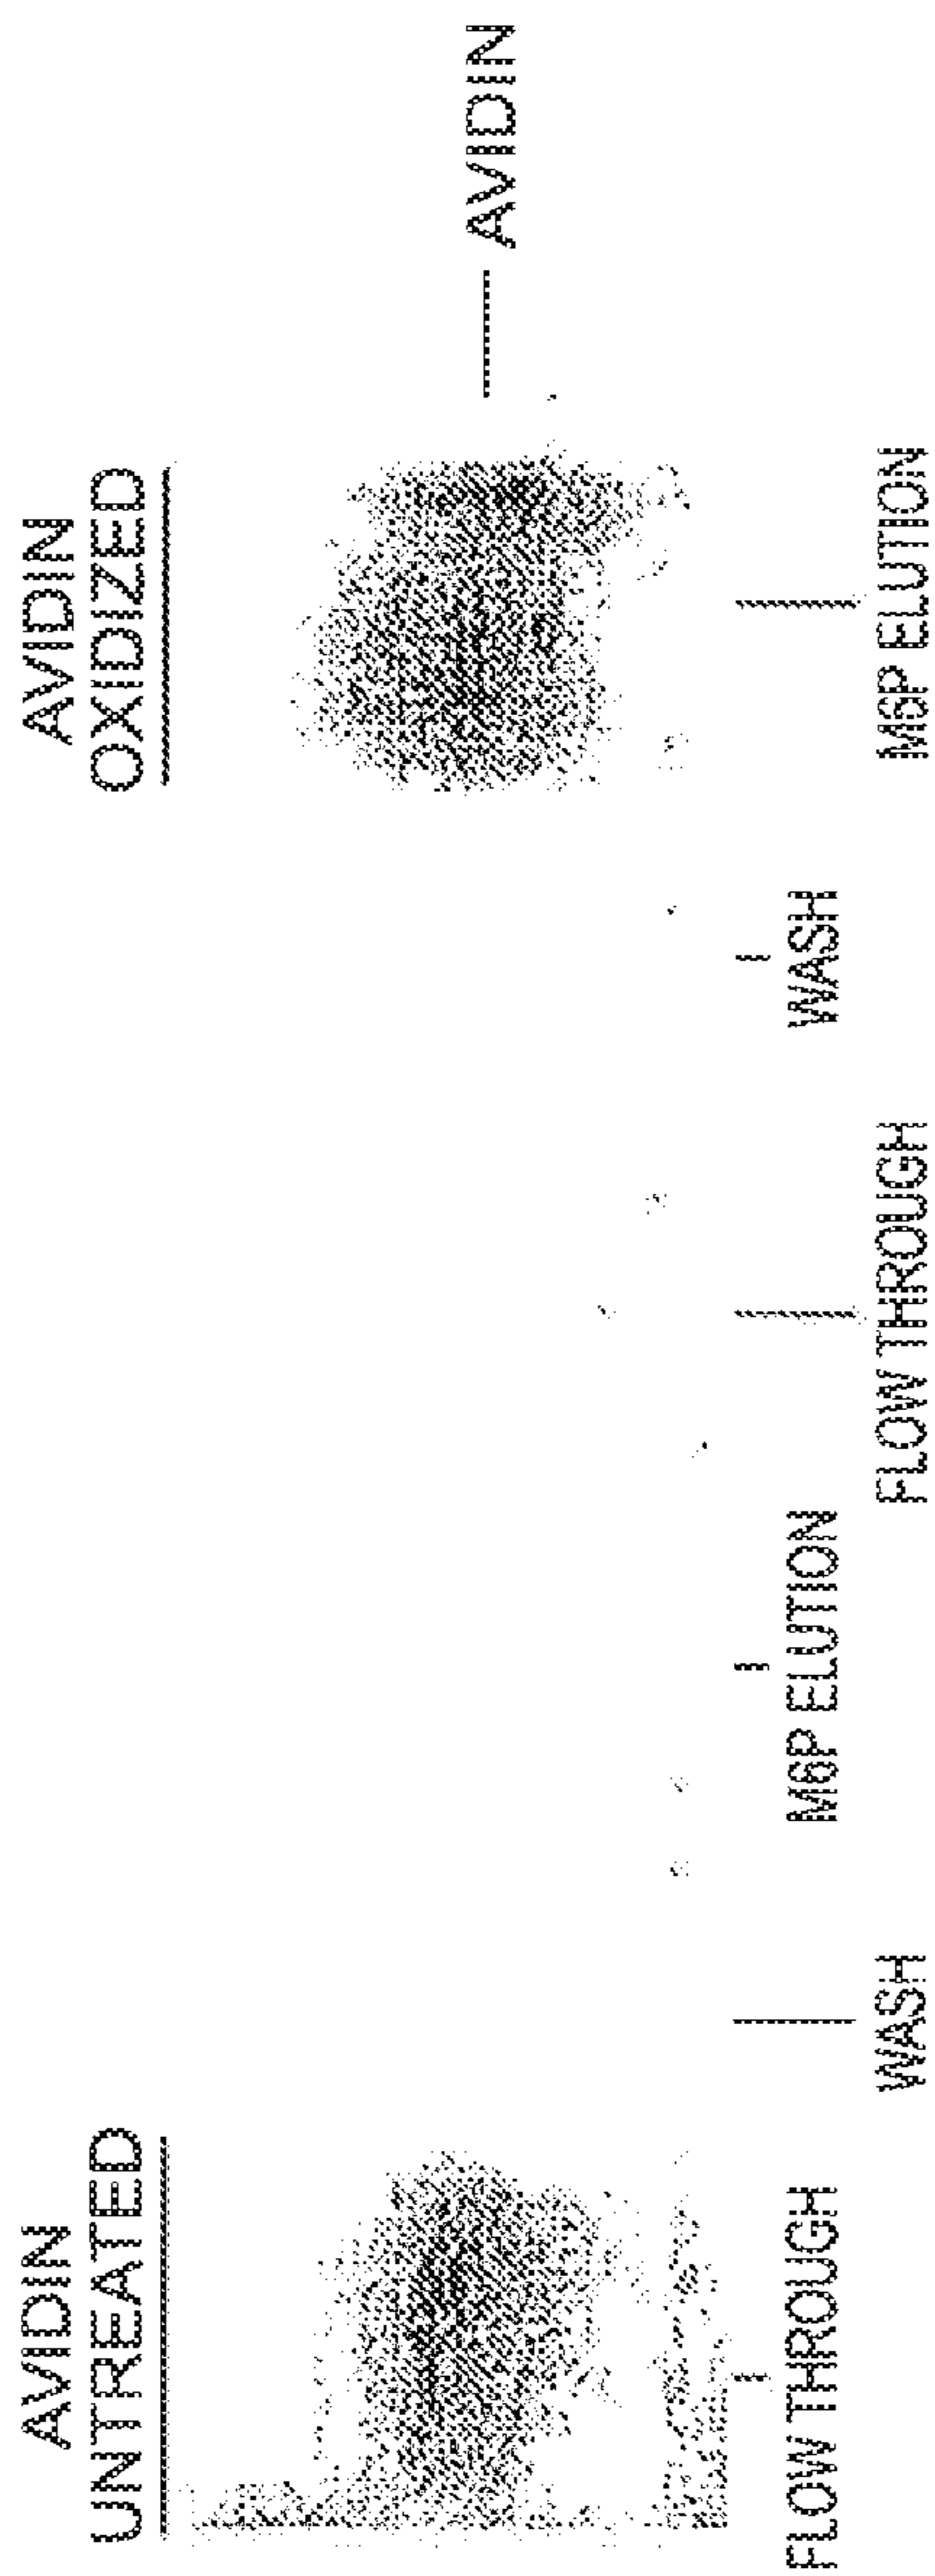 AVIDIN
UNTREATED
AVIDIN
OXIDIZED
AVIDIN
FLOW THROUGH
WASH
M6P ELUTION
FLOW THROUGH
WASH
M6P ELUTION